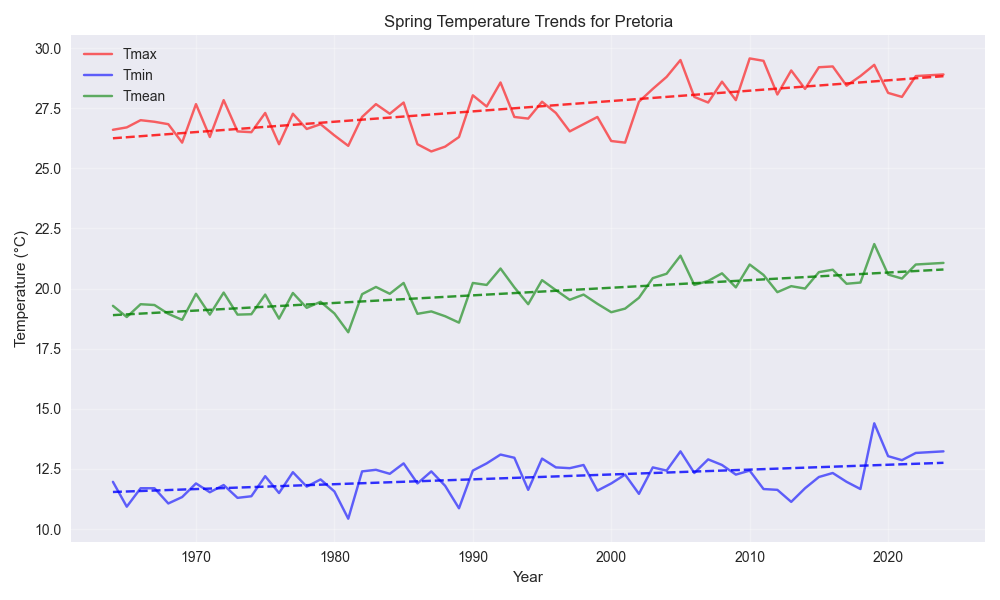 Spring Temperature Trends for Pretoria
Tmax
Tmin
Tmean
Temperature (°C)
30.0
27.5
25.0
22.5
20.0
17.5
15.0
12.5
10.0
1970 1980 1990 2000 2010 2020
Year